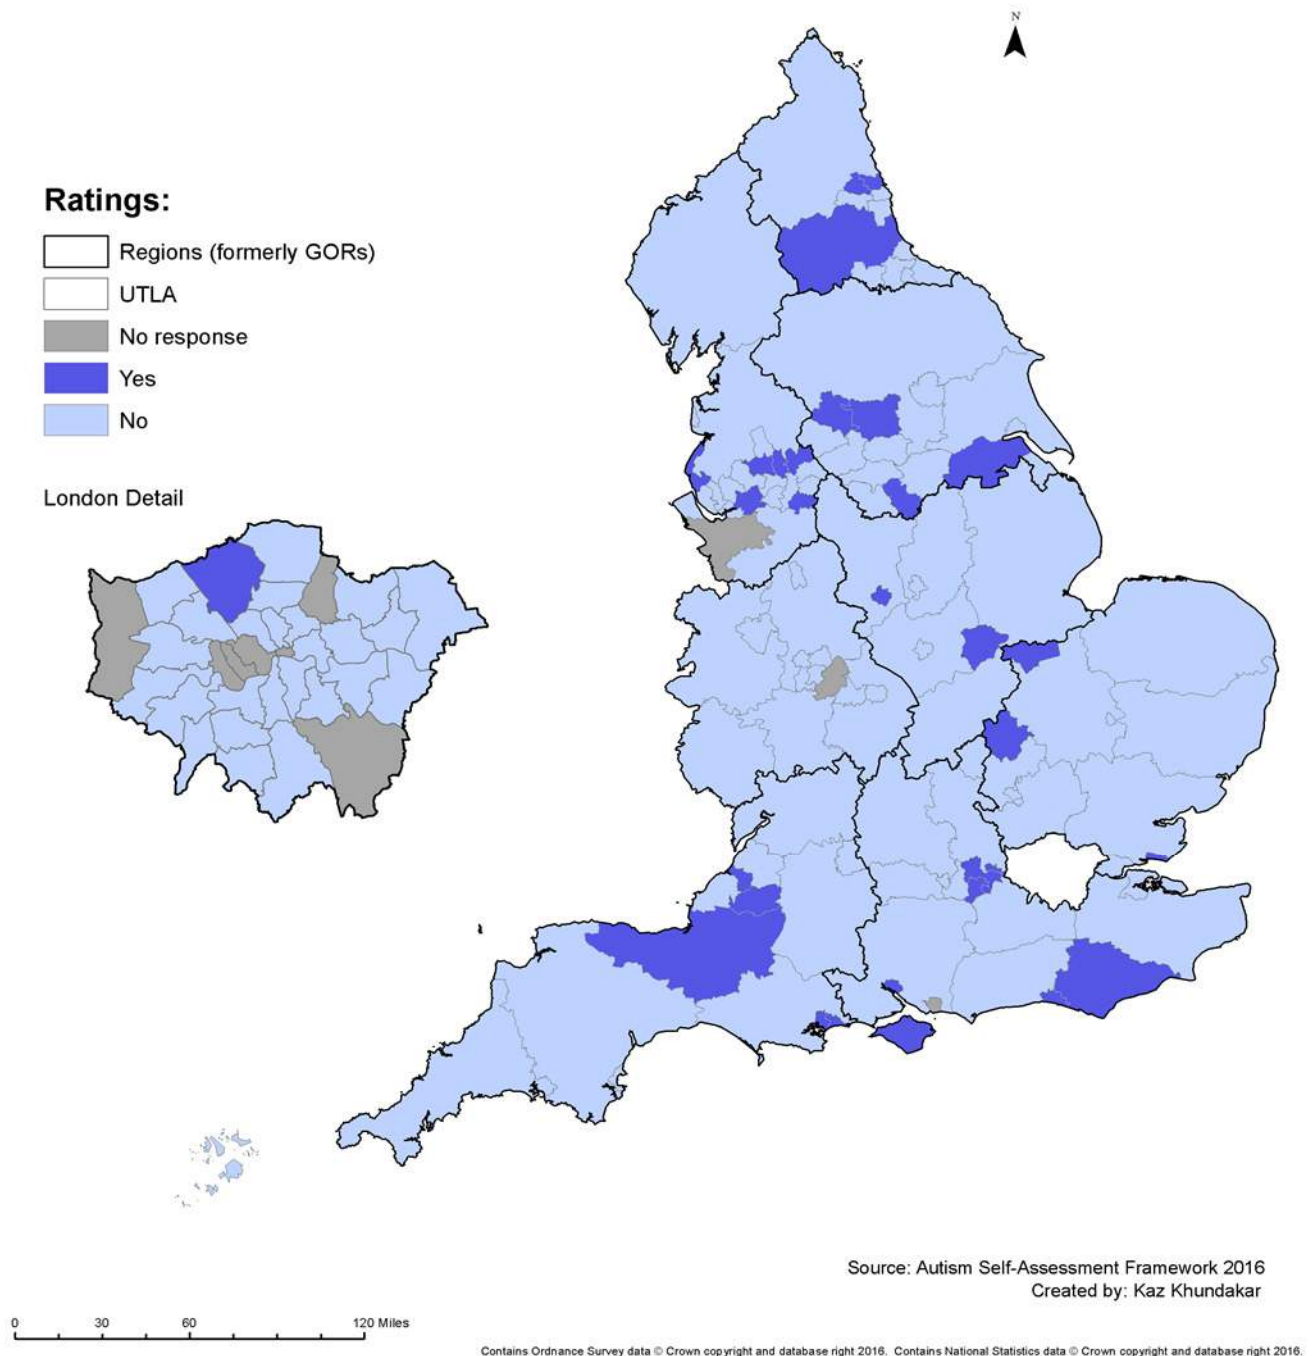 N
Ratings:
Regions (formerly GORs)
UTLA
No response
Yes
No
London Detail
Source: Autism Self-Assessment Framework 2016
Created by: Kaz Khundakar
0 30 60 120 Miles
Contains Ordnance Survey data © Crown copyright and database right 2016. Contains National Statistics data © Crown copyright and database right 2016.